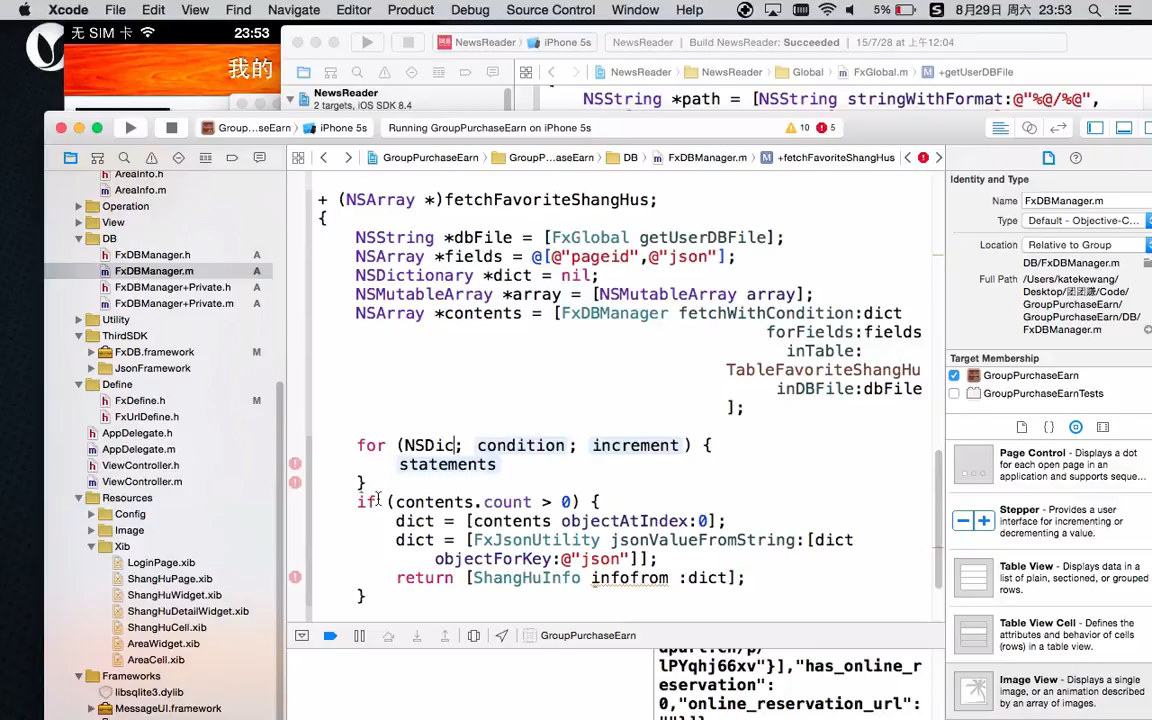 Xcode File Edit View Find Navigate Editor Product Debug Source Control Window Help 5% S 8月29日 周六 23:53
无 SIM 卡 23:53
我的
NewsReader iPhone 5s NewsReader Build NewsReader: Succeeded 15/7/28 at 上午12:04
NewsReader NewsReader Global FxGlobal.m M +getUserDBFile
NewsReader
2 targets, iOS SDK 8.4
NSString *path = [NSString stringWithFormat:@"%@/%@",
Group...seEarn iPhone 5s Running GroupPurchaseEarn on iPhone 5s 10 5
GroupPurchaseEarn GroupP...aseEarn DB FxDBManager.m M +fetchFavoriteShangHus
AreaInfo.h
AreaInfo.m
Operation
View
DB
FxDBManager.h A
FxDBManager.m A
FxDBManager+Private.h A
FxDBManager+Private.m A
Utility
ThirdSDK
FxDB.framework M
JsonFramework
Define
FxDefine.h M
FxUrlDefine.h
AppDelegate.h
AppDelegate.m
ViewController.h
ViewController.m
Resources
Config
Image
Xib
LoginPage.xib
ShangHuPage.xib
ShangHuWidget.xib
ShangHuDetailWidget.xib
ShangHuCell.xib
AreaWidget.xib
AreaCell.xib
Frameworks
libsqlite3.dylib
MessageUI.framework
+ (NSArray *)fetchFavoriteShangHus;
{
NSString *dbFile = [FxGlobal getUserDBFile];
NSArray *fields = @[@"pageid",@"json"];
NSDictionary *dict = nil;
NSMutableArray *array = [NSMutableArray array];
NSArray *contents = [FxDBManager fetchWithCondition:dict
forFields:fields
inTable:
TableFavoriteShangHu
inDBFile:dbFile
];
for (NSDic; condition; increment) {
statements
}
if (contents.count > 0) {
dict = [contents objectAtIndex:0];
dict = [FxJsonUtility jsonValueFromString:[dict
objectForKey:@"json"]];
return [ShangHuInfo infofrom :dict];
}
GroupPurchaseEarn
lPYqhj66xv"}],"has_online_r
eservation":
0,"online_reservation_url":
Identity and Type
Name FxDBManager.m
Type Default - Objective-C...
Location Relative to Group
DB/FxDBManager.m
Full Path /Users/katekewang/
Desktop/团团赚/Code/
GroupPurchaseEarn/
GroupPurchaseEarn/DB/
FxDBManager.m
Target Membership
GroupPurchaseEarn
GroupPurchaseEarnTests
Page Control - Displays a dot
for each open page in an
application and supports seque...
Stepper - Provides a user
interface for incrementing or
decrementing a value.
Table View - Displays data in a
list of plain, sectioned, or grouped
rows.
Table View Cell - Defines the
attributes and behavior of cells
(rows) in a table view.
Image View - Displays a single
image, or an animation described
by an array of images.